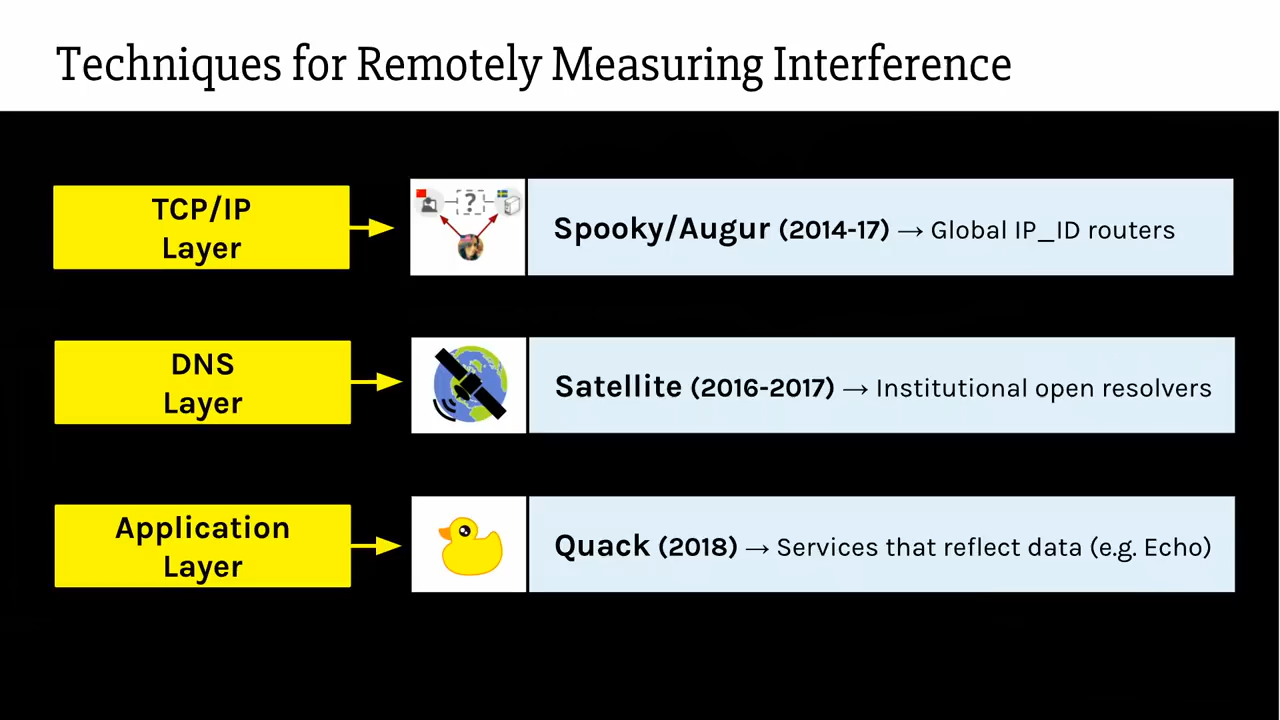 Techniques for Remotely Measuring Interference
TCP/IP
Layer
?
Spooky/Augur (2014-17) → Global IP_ID routers
DNS
Layer
Satellite (2016-2017) → Institutional open resolvers
Application
Layer
Quack (2018) → Services that reflect data (e.g. Echo)